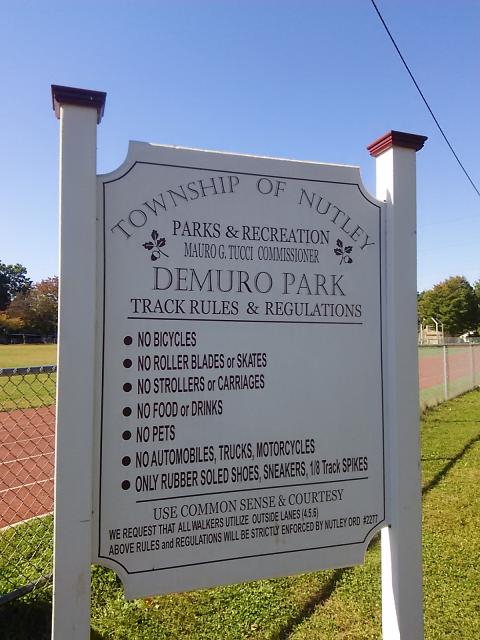 TOWNSHIP OF NUTLEY
PARKS & RECREATION
MAURO G. TUCCI COMMISSIONER
DEMURO PARK
TRACK RULES & REGULATIONS
● NO BICYCLES
● NO ROLLER BLADES or SKATES
● NO STROLLERS or CARRIAGES
● NO FOOD or DRINKS
● NO PETS
● NO AUTOMOBILES, TRUCKS, MOTORCYCLES
● ONLY RUBBER SOLED SHOES, SNEAKERS, 1/8 Track SPIKES
USE COMMON SENSE & COURTESY
WE REQUEST THAT ALL WALKERS UTILIZE OUTSIDE LANES (4.5.6)
ABOVE RULES and REGULATIONS WILL BE STRICTLY ENFORCED BY NUTLEY ORD #2277